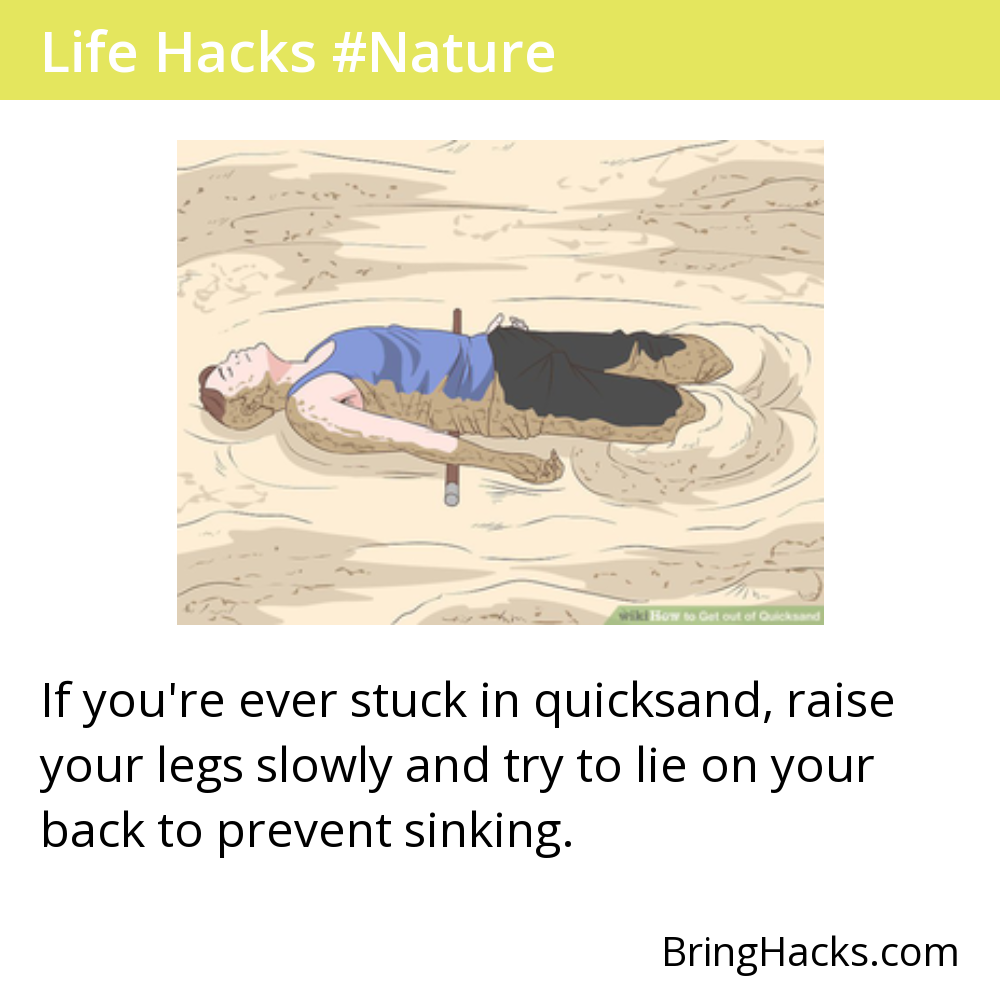 Life Hacks #Nature
wikiHow to Get out of Quicksand
If you're ever stuck in quicksand, raise
your legs slowly and try to lie on your
back to prevent sinking.
BringHacks.com